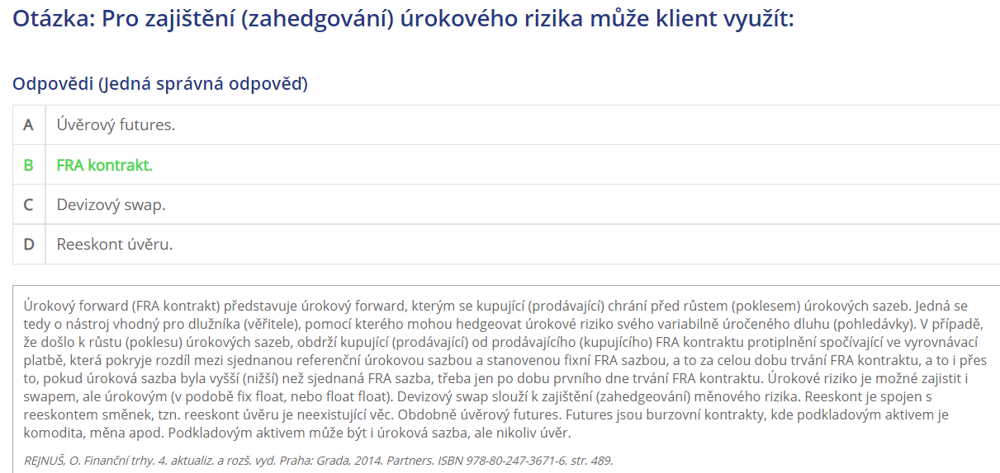 Otázka: Pro zajištění (zahedgování) úrokového rizika může klient využít:
Odpovědi (Jedná správná odpověď)
A Úvěrový futures.
B FRA kontrakt.
C Devizový swap.
D Reeskont úvěru.
Úrokový forward (FRA kontrakt) představuje úrokový forward, kterým se kupující (prodávající) chrání před růstem (poklesem) úrokových sazeb. Jedná se
tedy o nástroj vhodný pro dlužníka (věřitele), pomocí kterého mohou hedgeovat úrokové riziko svého variabilně úročeného dluhu (pohledávky). V případě,
že došlo k růstu (poklesu) úrokových sazeb, obdrží kupující (prodávající) od prodávajícího (kupujícího) FRA kontraktu protiplnění spočívající ve vyrovnávací
platbě, která pokryje rozdíl mezi sjednanou referenční úrokovou sazbou a stanovenou fixní FRA sazbou, a to za celou dobu trvání FRA kontraktu, a to i přes
to, pokud úroková sazba byla vyšší (nižší) než sjednaná FRA sazba, třeba jen po dobu prvního dne trvání FRA kontraktu. Úrokové riziko je možné zajistit i
swapem, ale úrokovým (v podobě fix float, nebo float float). Devizový swap slouží k zajištění (zahedgeování) měnového rizika. Reeskont je spojen s
reeskontem směnek, tzn. reeskont úvěru je neexistující věc. Obdobně úvěrový futures. Futures jsou burzovní kontrakty, kde podkladovým aktivem je
komodita, měna apod. Podkladovým aktivem může být i úroková sazba, ale nikoliv úvěr.
REJNUŠ, O. Finanční trhy. 4. aktualiz. a rozš. vyd. Praha: Grada, 2014. Partners. ISBN 978-80-247-3671-6. str. 489.